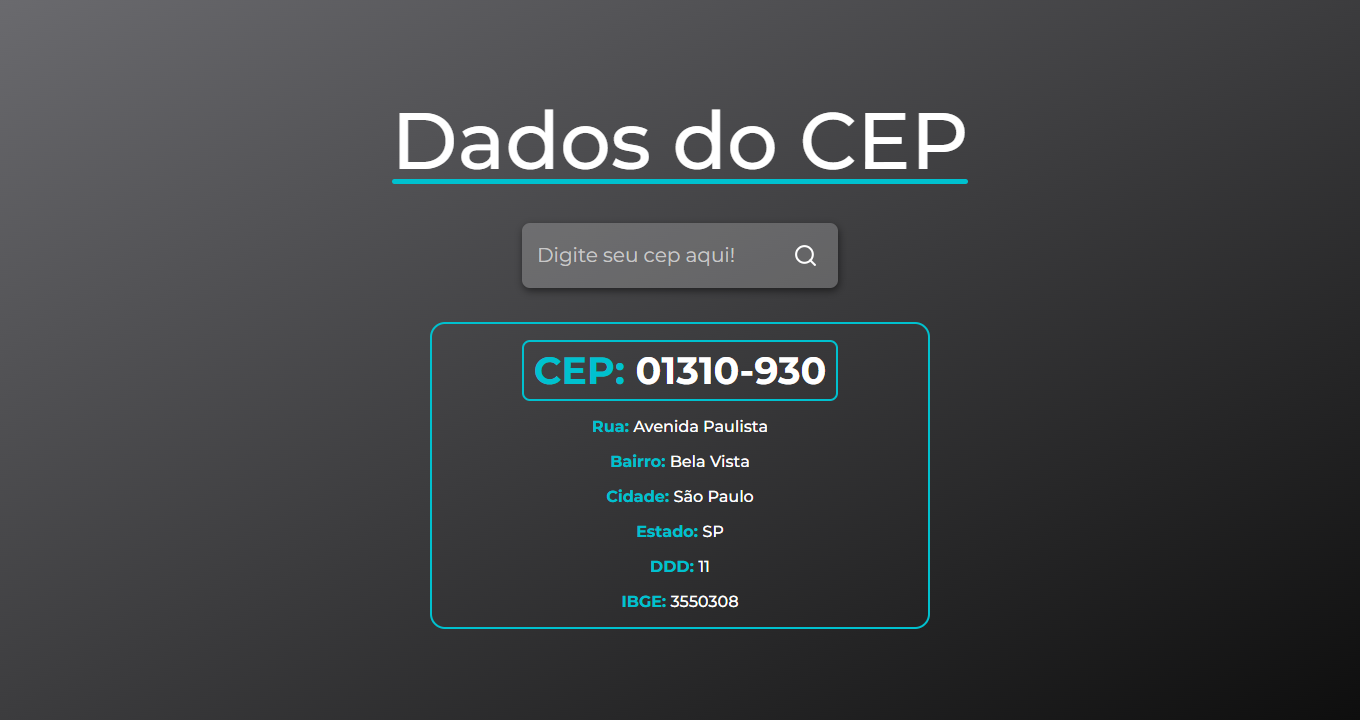 Dados do CEP
Digite seu cep aqui!
CEP: 01310-930
Rua: Avenida Paulista
Bairro: Bela Vista
Cidade: São Paulo
Estado: SP
DDD: 11
IBGE: 3550308